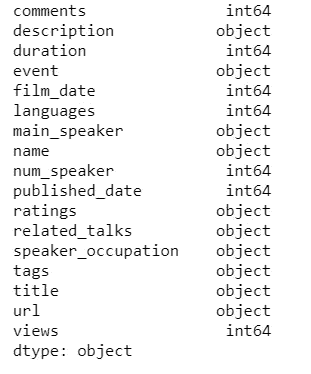 comments int64
description object
duration int64
event object
film_date int64
languages int64
main_speaker object
name object
num_speaker int64
published_date int64
ratings object
related_talks object
speaker_occupation object
tags object
title object
url object
views int64
dtype: object